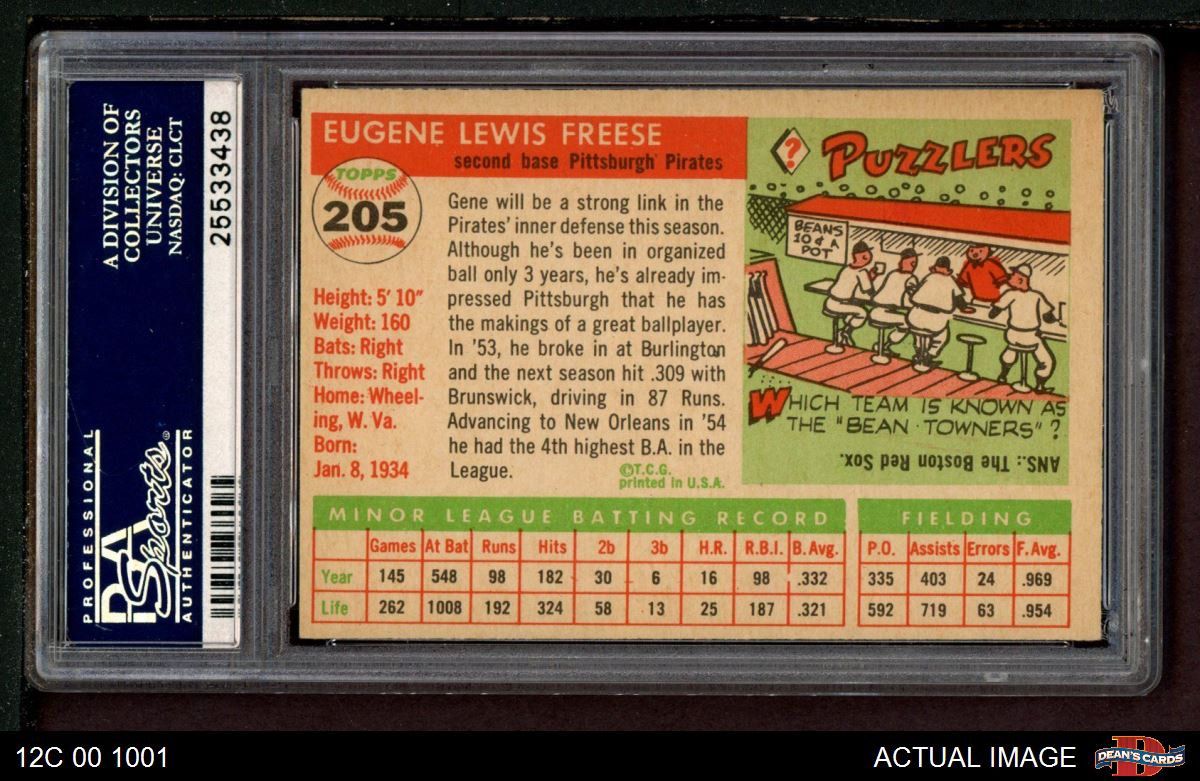 A DIVISION OF
COLLECTORS
UNIVERSE
NASDAQ: CLCT
25533438
PROFESSIONAL
PSA
Sports®
AUTHENTICATOR
EUGENE LEWIS FREESE
second base Pittsburgh Pirates
TOPPS
205
Height: 5' 10"
Weight: 160
Bats: Right
Throws: Right
Home: Wheel-
ing, W. Va.
Born:
Jan. 8, 1934
Gene will be a strong link in the
Pirates' inner defense this season.
Although he's been in organized
ball only 3 years, he's already im-
pressed Pittsburgh that he has
the makings of a great ballplayer.
In '53, he broke in at Burlington
and the next season hit .309 with
Brunswick, driving in 87 Runs.
Advancing to New Orleans in '54
he had the 4th highest B.A. in the
League.
©T.C.G.
printed in U.S.A.
? PUZZLERS
BEANS
10¢ A
POT
WHICH TEAM IS KNOWN AS
THE "BEAN-TOWNERS"?
ANS.: The Boston Red Sox.
MINOR LEAGUE BATTING RECORD
Games At Bat Runs Hits 2b 3b H.R. R.B.I. B. Avg.
Year 145 548 98 182 30 6 16 98 .332
Life 262 1008 192 324 58 13 25 187 .321
FIELDING
P.O. Assists Errors F. Avg.
335 403 24 .969
592 719 63 .954
12C 00 1001
ACTUAL IMAGE
D
DEAN'S CARDS